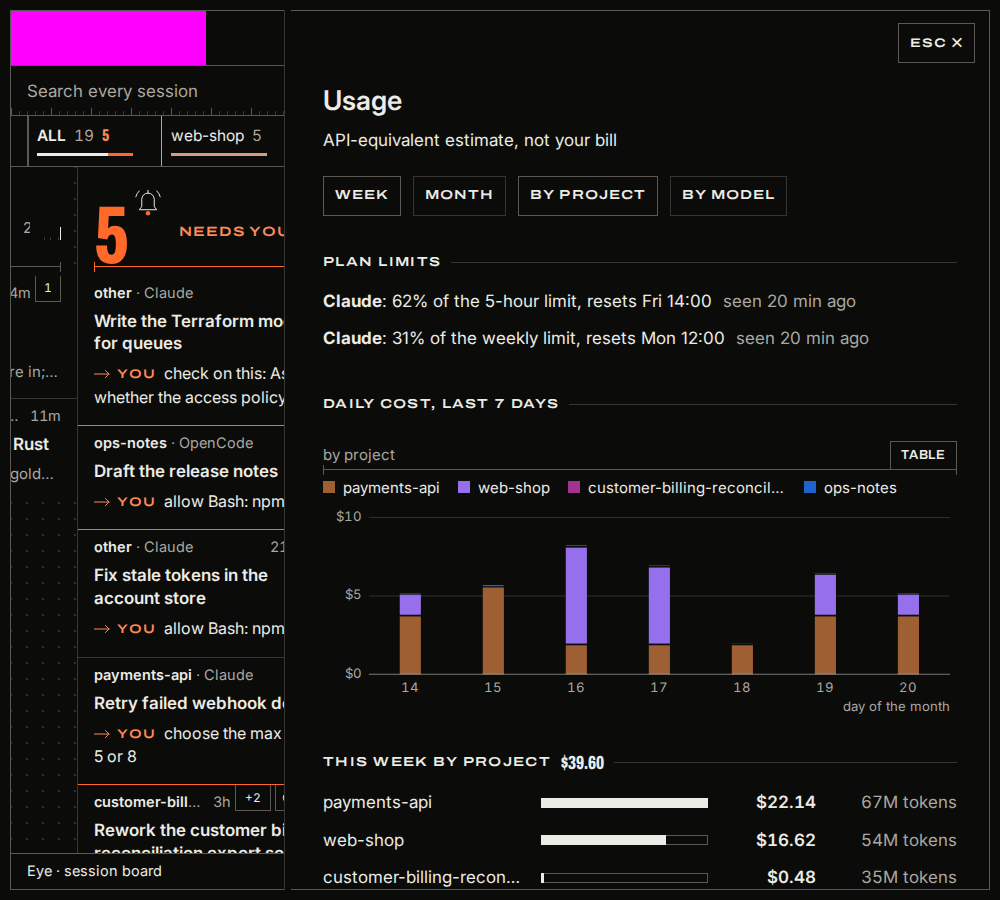 Search every session
ALL 19 5
web-shop 5
2
4m 1
re in;...
.. 11m
Rust
gold...
5
NEEDS YOU
other · Claude
Write the Terraform mo
for queues
→ YOU check on this: As
whether the access policy
ops-notes · OpenCode
Draft the release notes
→ YOU allow Bash: npm
other · Claude 21
Fix stale tokens in the
account store
→ YOU allow Bash: npm
payments-api · Claude
Retry failed webhook de
→ YOU choose the max
5 or 8
customer-bill... 3h +2
Rework the customer bi
reconciliation export sc
Eye · session board
ESC ✕
Usage
API-equivalent estimate, not your bill
WEEK MONTH BY PROJECT BY MODEL
PLAN LIMITS
Claude: 62% of the 5-hour limit, resets Fri 14:00 seen 20 min ago
Claude: 31% of the weekly limit, resets Mon 12:00 seen 20 min ago
DAILY COST, LAST 7 DAYS
by project TABLE
payments-api web-shop customer-billing-reconcil... ops-notes
$10
$5
$0
14 15 16 17 18 19 20
day of the month
THIS WEEK BY PROJECT $39.60
payments-api $22.14 67M tokens
web-shop $16.62 54M tokens
customer-billing-recon... $0.48 35M tokens